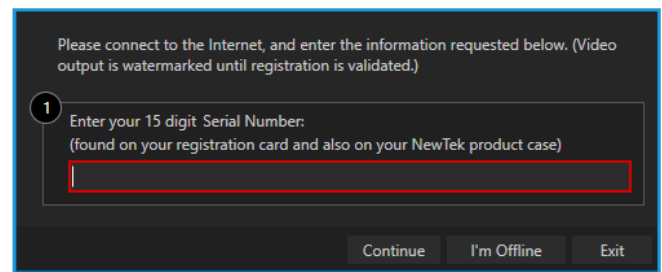 Please connect to the Internet, and enter the information requested below. (Video
output is watermarked until registration is validated.)
1
Enter your 15 digit Serial Number:
(found on your registration card and also on your NewTek product case)
Continue I'm Offline Exit